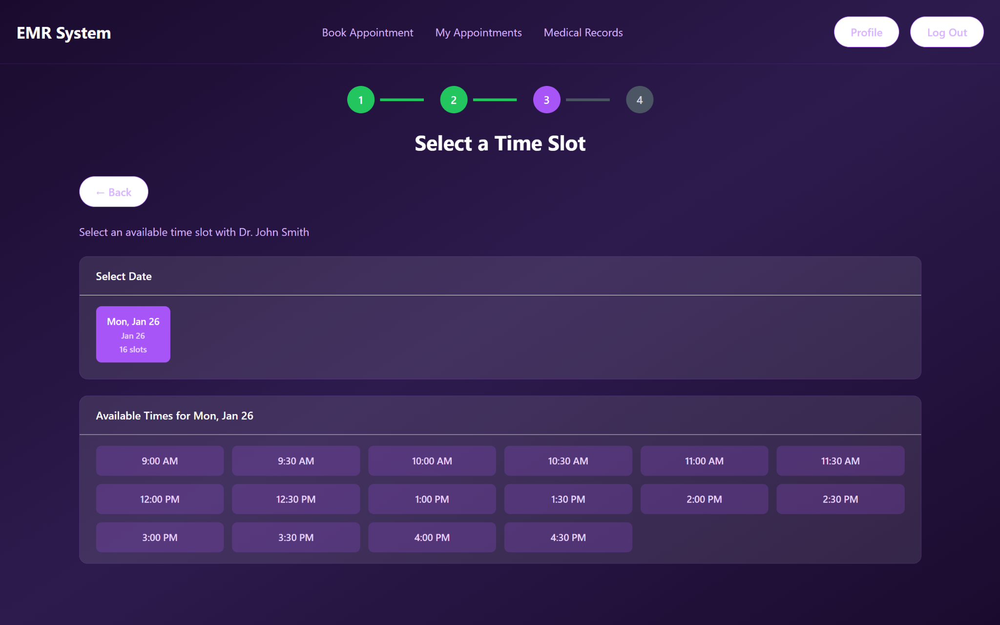 EMR System
Book Appointment
My Appointments
Medical Records
Profile
Log Out
1
2
3
4
Select a Time Slot
← Back
Select an available time slot with Dr. John Smith
Select Date
Mon, Jan 26
Jan 26
16 slots
Available Times for Mon, Jan 26
9:00 AM
9:30 AM
10:00 AM
10:30 AM
11:00 AM
11:30 AM
12:00 PM
12:30 PM
1:00 PM
1:30 PM
2:00 PM
2:30 PM
3:00 PM
3:30 PM
4:00 PM
4:30 PM